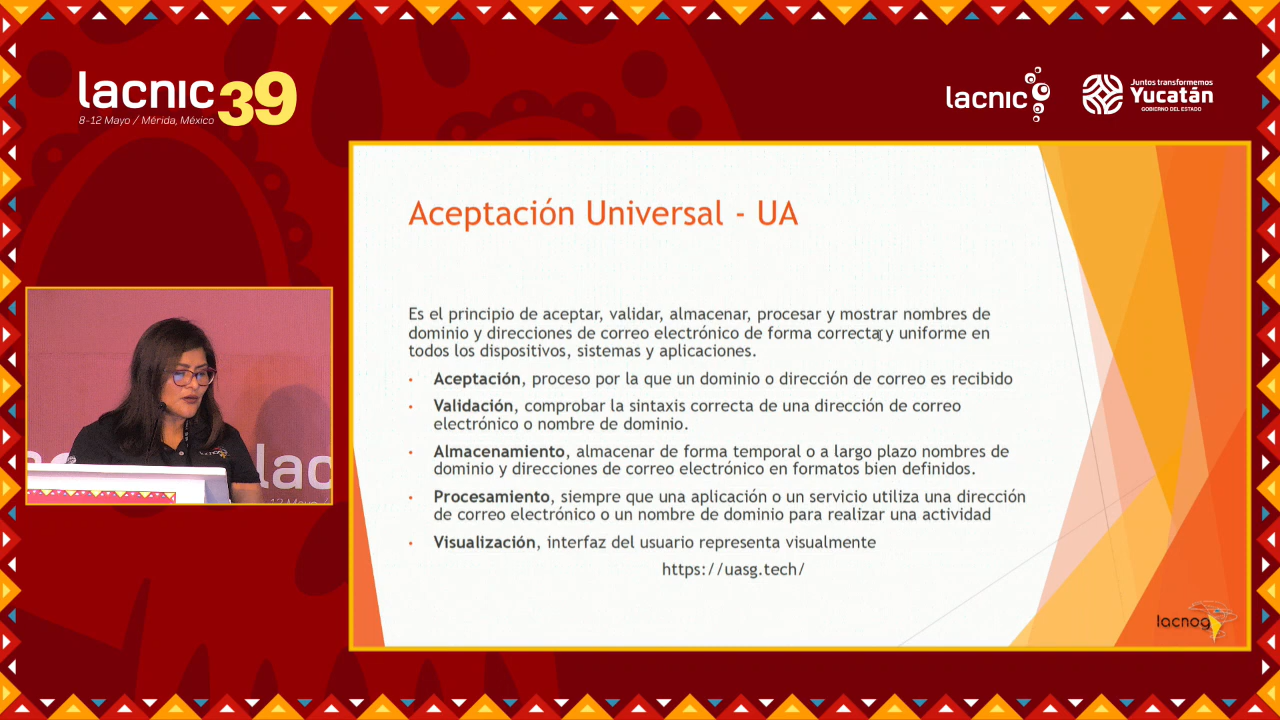 lacnic39
8-12 Mayo / Mérida, México
lacnic
Juntos transformemos
Yucatán
GOBIERNO DEL ESTADO
Aceptación Universal - UA
Es el principio de aceptar, validar, almacenar, procesar y mostrar nombres de
dominio y direcciones de correo electrónico de forma correcta y uniforme en
todos los dispositivos, sistemas y aplicaciones.
• Aceptación, proceso por la que un dominio o dirección de correo es recibido
• Validación, comprobar la sintaxis correcta de una dirección de correo
electrónico o nombre de dominio.
• Almacenamiento, almacenar de forma temporal o a largo plazo nombres de
dominio y direcciones de correo electrónico en formatos bien definidos.
• Procesamiento, siempre que una aplicación o un servicio utiliza una dirección
de correo electrónico o un nombre de dominio para realizar una actividad
• Visualización, interfaz del usuario representa visualmente
https://uasg.tech/
lacnog
lac